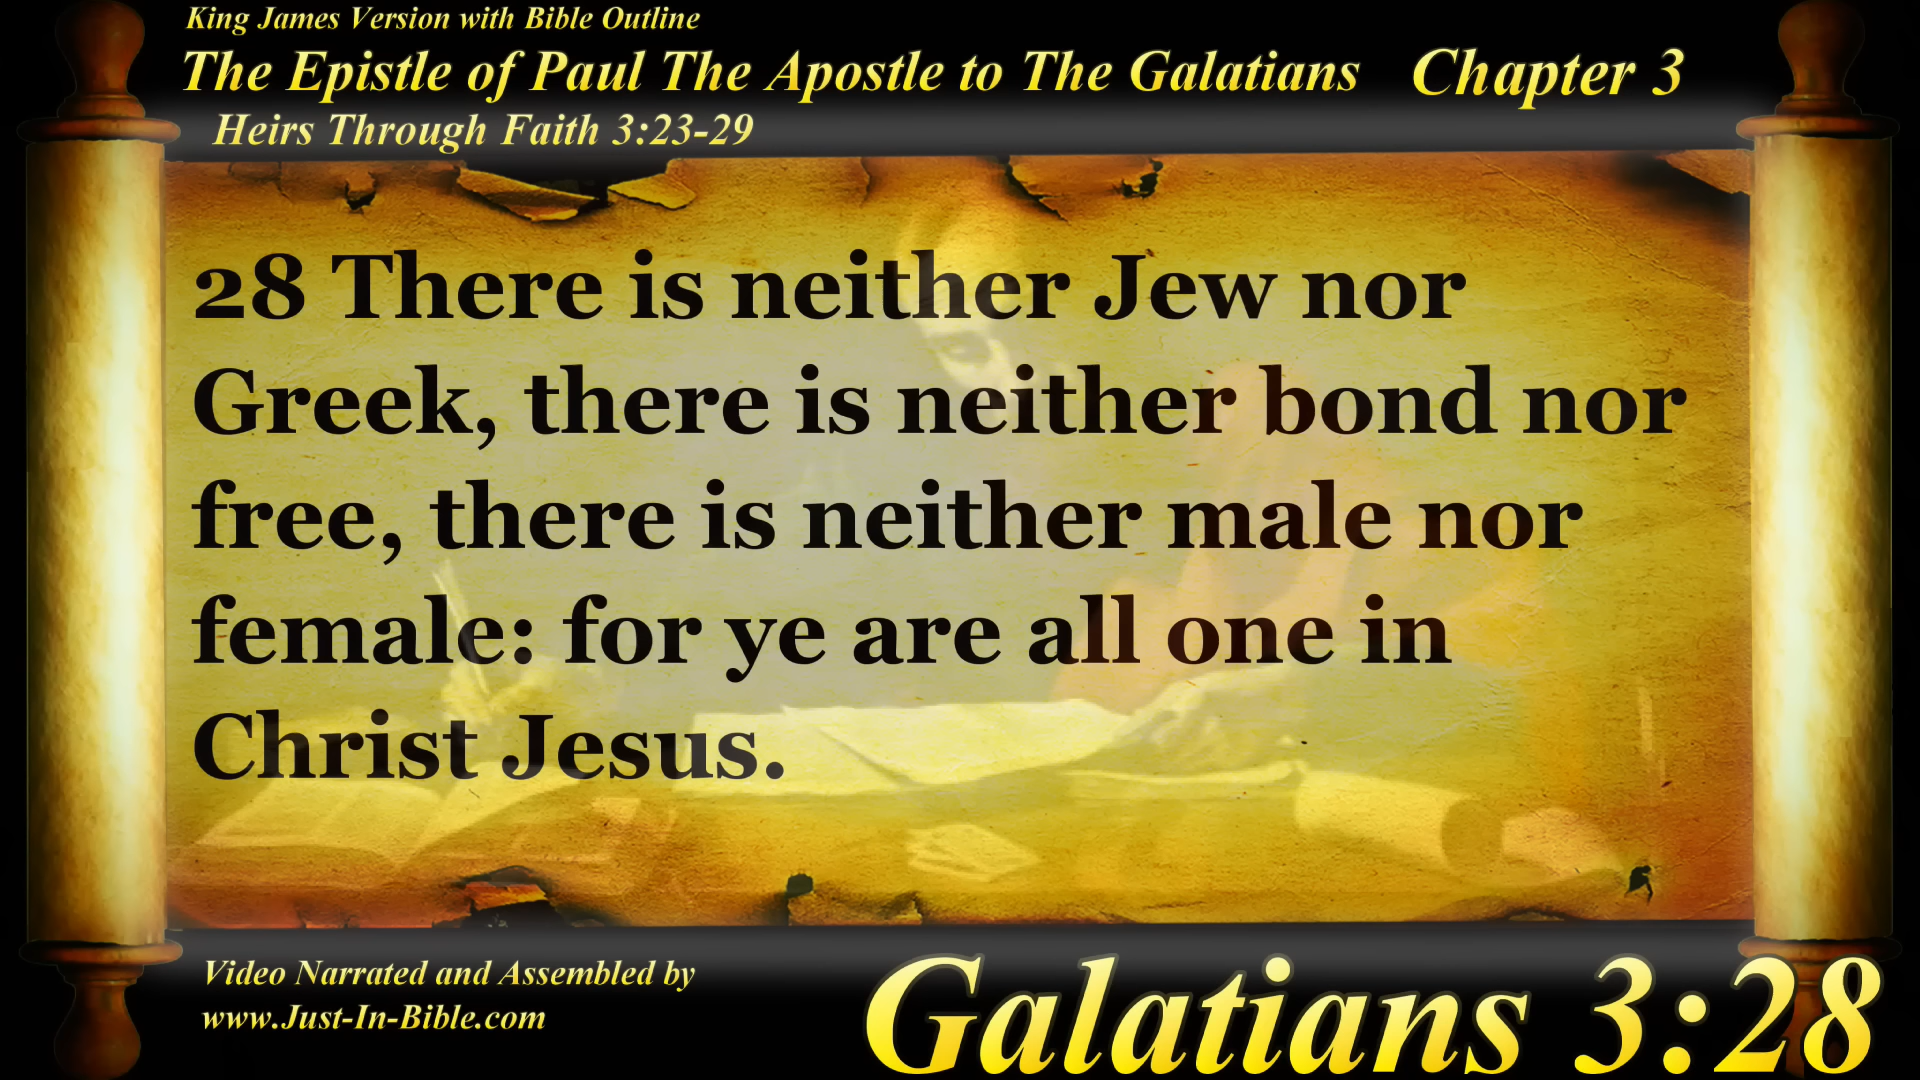 King James Version with Bible Outline
The Epistle of Paul The Apostle to The Galatians Chapter 3
Heirs Through Faith 3:23-29
28 There is neither Jew nor
Greek, there is neither bond nor
free, there is neither male nor
female: for ye are all one in
Christ Jesus.
Video Narrated and Assembled by
www.Just-In-Bible.com
Galatians 3:28